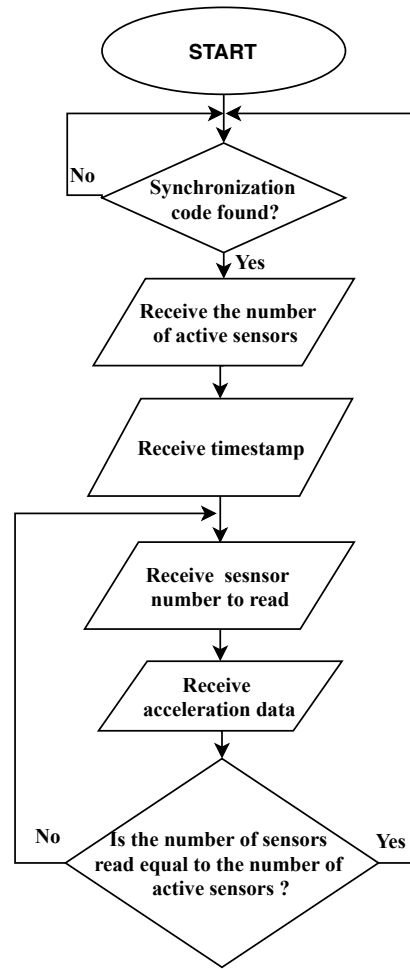 START
No
Synchronization
code found?
Yes
Receive the number
of active sensors
Receive timestamp
Receive sesnsor
number to read
Receive
acceleration data
No
Is the number of sensors
read equal to the number of
active sensors ?
Yes